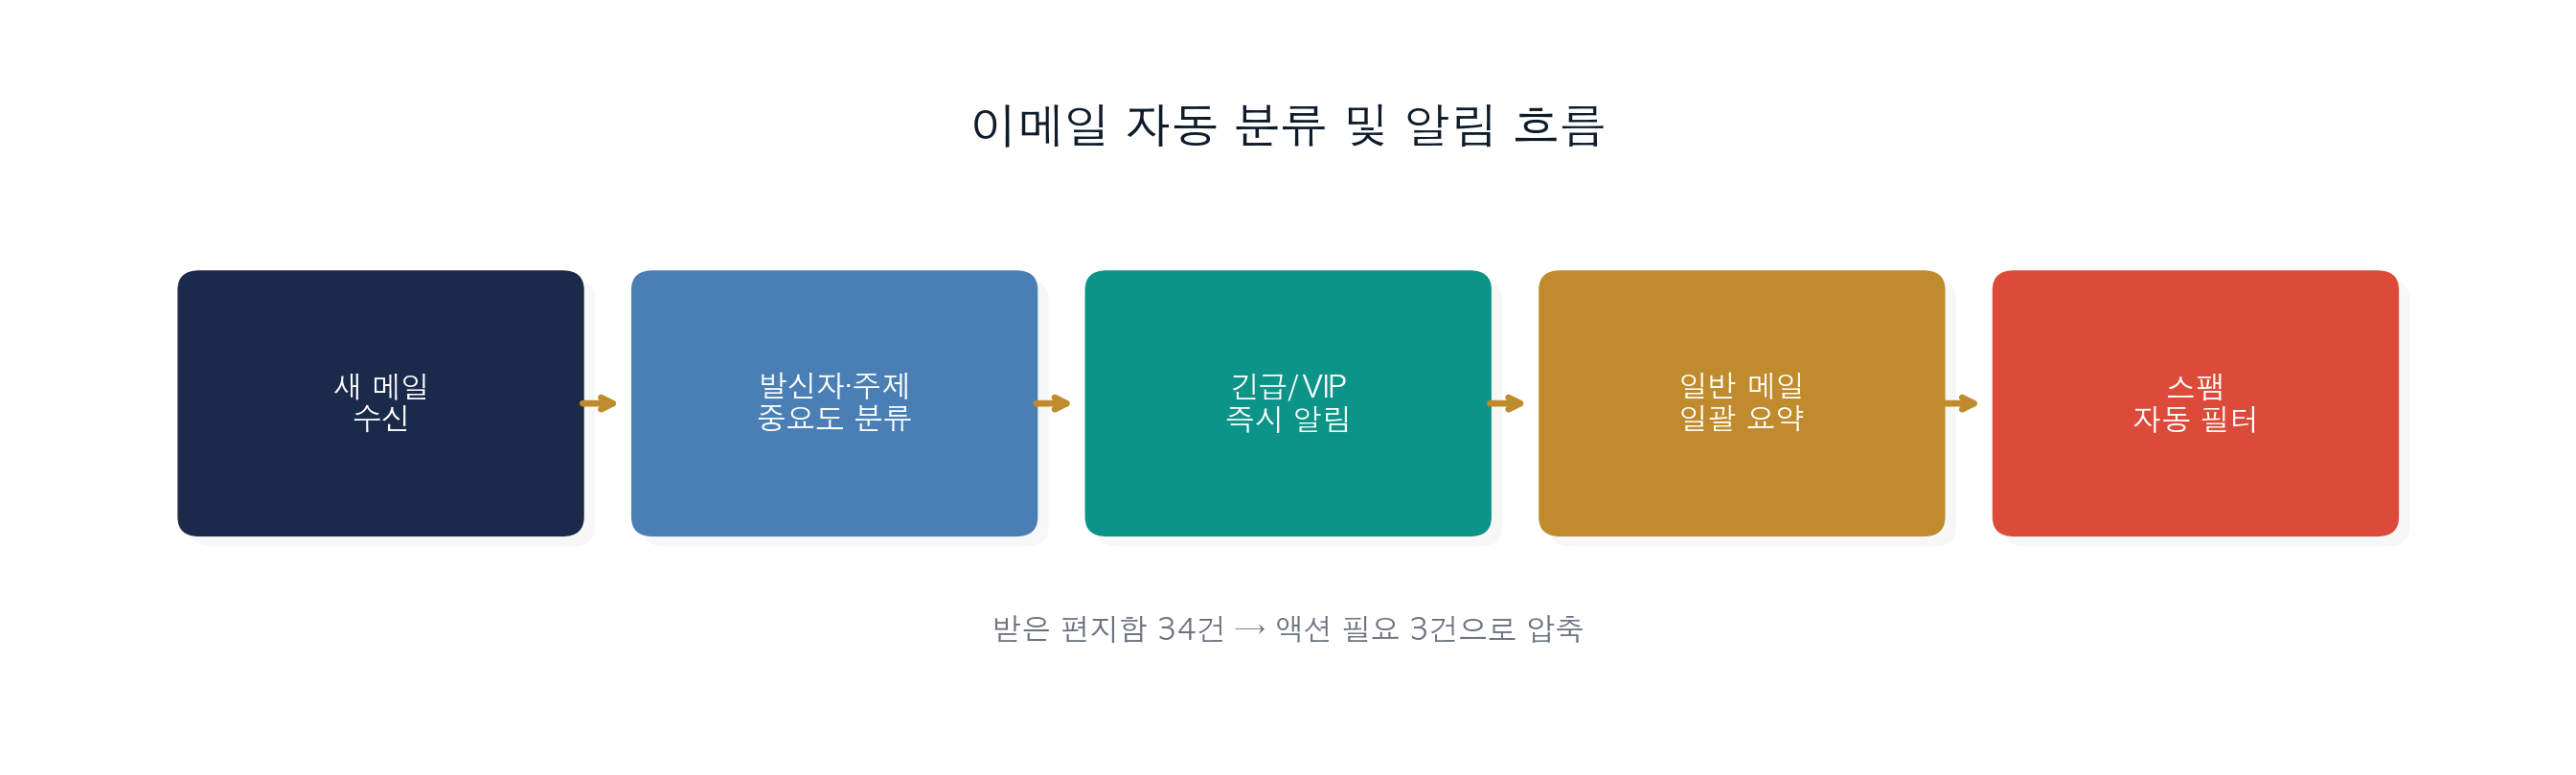 이메일 자동 분류 및 알림 흐름
새 메일
수신
발신자·주제
중요도 분류
긴급/VIP
즉시 알림
일반 메일
일괄 요약
스팸
자동 필터
받은 편지함 34건 → 액션 필요 3건으로 압축